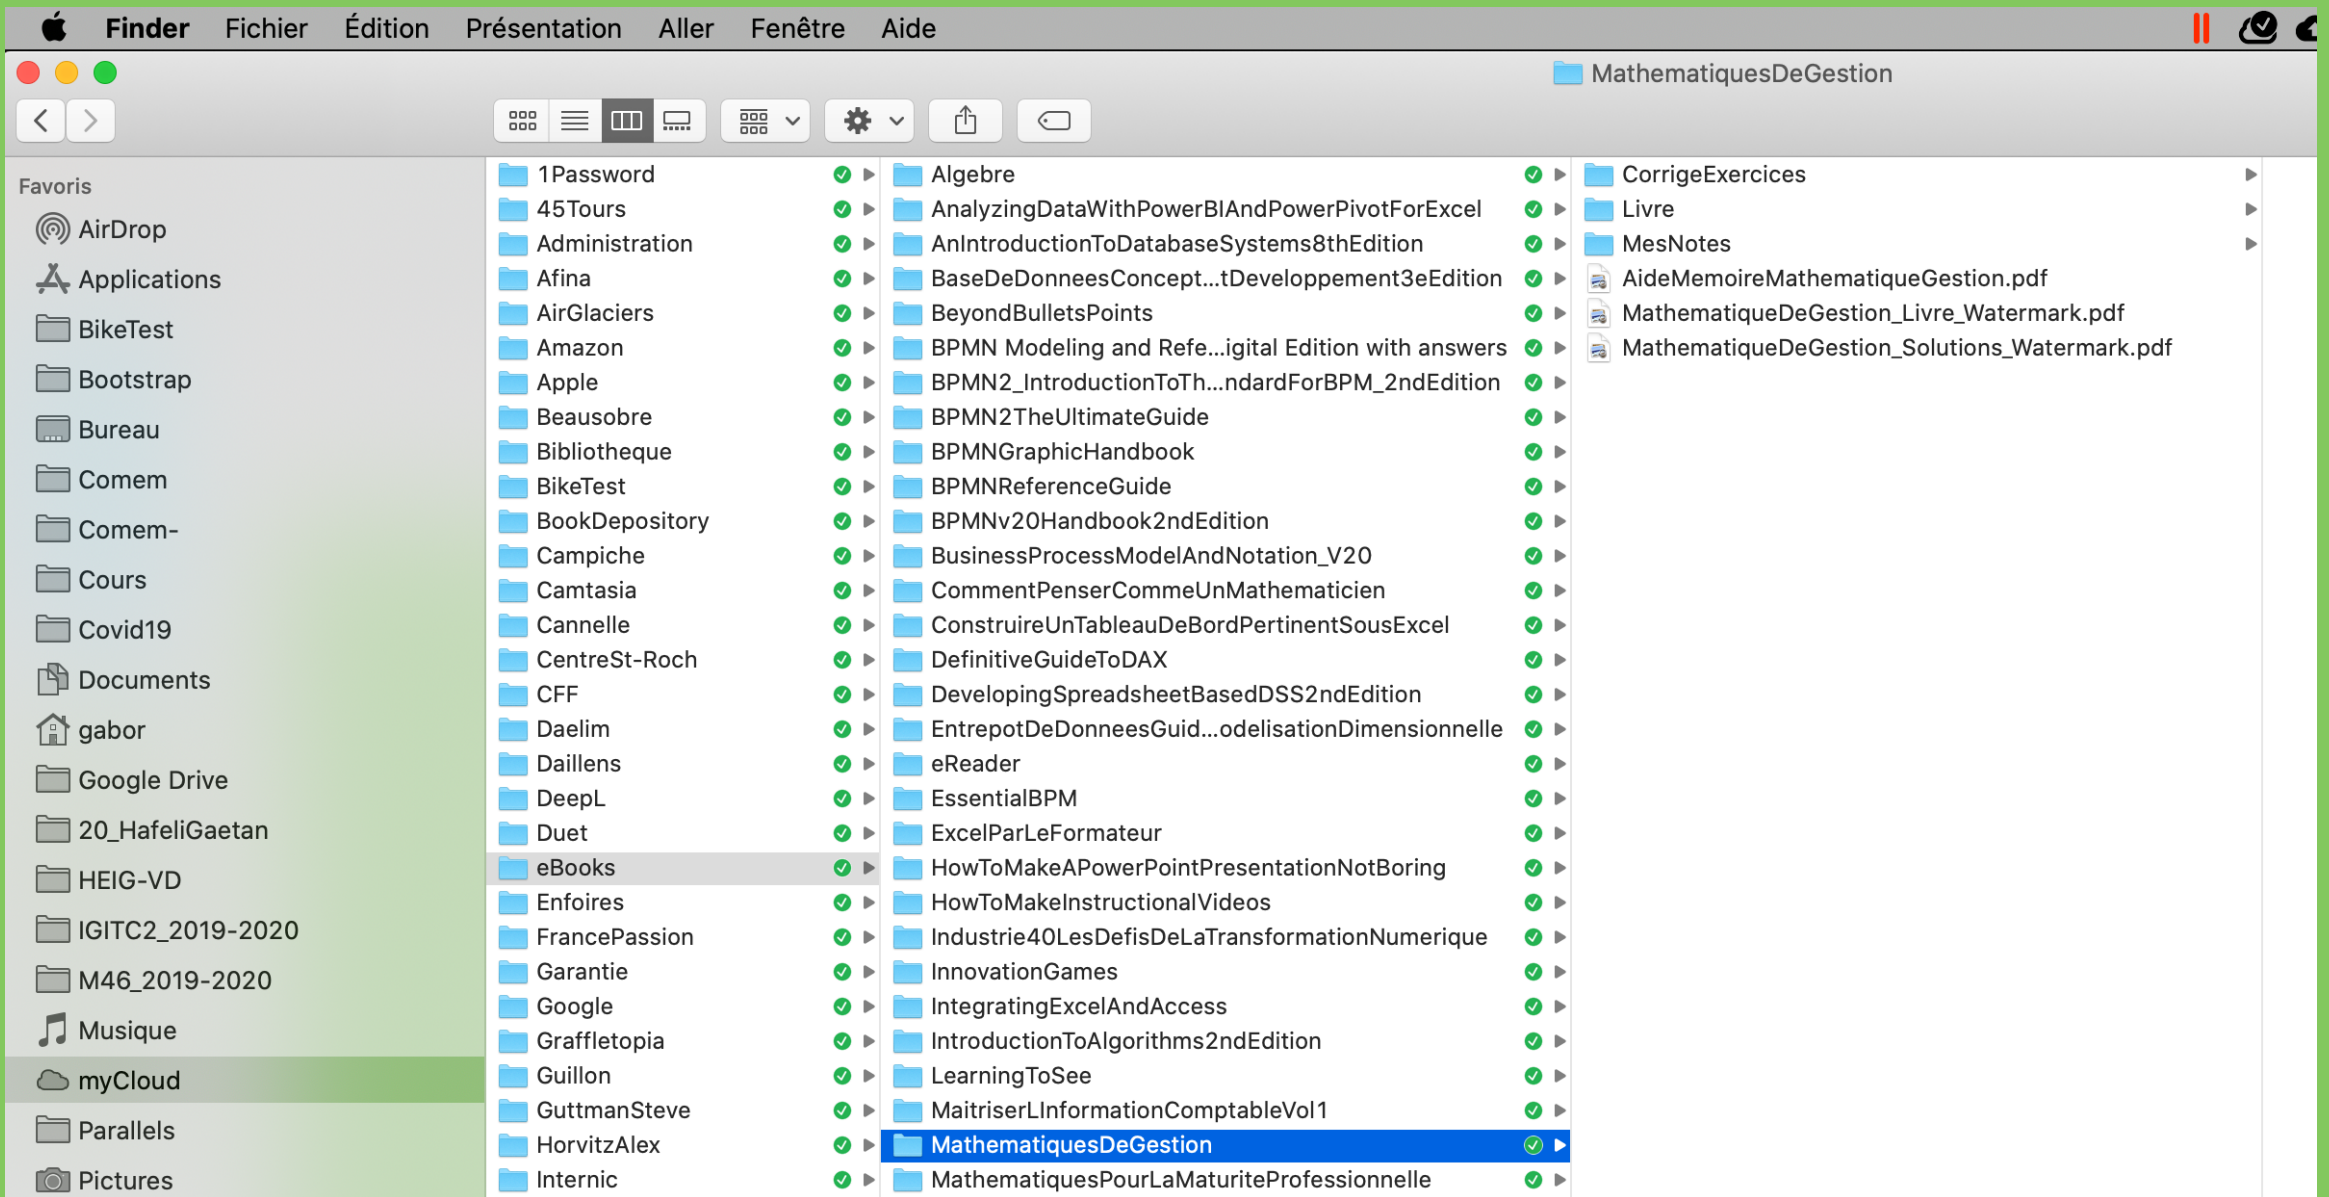 Finder Fichier Édition Présentation Aller Fenêtre Aide
MathematiquesDeGestion
Favoris
AirDrop
Applications
BikeTest
Bootstrap
Bureau
Comem
Comem-
Cours
Covid19
Documents
gabor
Google Drive
20_HafeliGaetan
HEIG-VD
IGITC2_2019-2020
M46_2019-2020
Musique
myCloud
Parallels
Pictures
1Password
45Tours
Administration
Afina
AirGlaciers
Amazon
Apple
Beausobre
Bibliotheque
BikeTest
BookDepository
Campiche
Camtasia
Cannelle
CentreSt-Roch
CFF
Daelim
Daillens
DeepL
Duet
eBooks
Enfoires
FrancePassion
Garantie
Google
Graffletopia
Guillon
GuttmanSteve
HorvitzAlex
Internic
Algebre
AnalyzingDataWithPowerBIAndPowerPivotForExcel
AnIntroductionToDatabaseSystems8thEdition
BaseDeDonneesConcept...tDeveloppement3eEdition
BeyondBulletsPoints
BPMN Modeling and Refe...igital Edition with answers
BPMN2_IntroductionToTh...ndardForBPM_2ndEdition
BPMN2TheUltimateGuide
BPMNGraphicHandbook
BPMNReferenceGuide
BPMNv20Handbook2ndEdition
BusinessProcessModelAndNotation_V20
CommentPenserCommeUnMathematicien
ConstruireUnTableauDeBordPertinentSousExcel
DefinitiveGuideToDAX
DevelopingSpreadsheetBasedDSS2ndEdition
EntrepotDeDonneesGuid...odelisationDimensionnelle
eReader
EssentialBPM
ExcelParLeFormateur
HowToMakeAPowerPointPresentationNotBoring
HowToMakeInstructionalVideos
Industrie40LesDefisDeLaTransformationNumerique
InnovationGames
IntegratingExcelAndAccess
IntroductionToAlgorithms2ndEdition
LearningToSee
MaitriserLInformationComptableVol1
MathematiquesDeGestion
MathematiquesPourLaMaturiteProfessionnelle
CorrigeExercices
Livre
MesNotes
AideMemoireMathematiqueGestion.pdf
MathematiqueDeGestion_Livre_Watermark.pdf
MathematiqueDeGestion_Solutions_Watermark.pdf